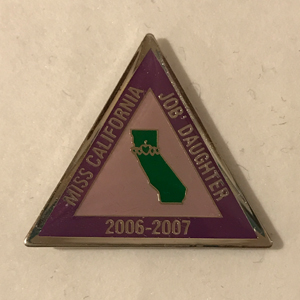 MISS CALIFORNIA
JOB' DAUGHTER
2006-2007